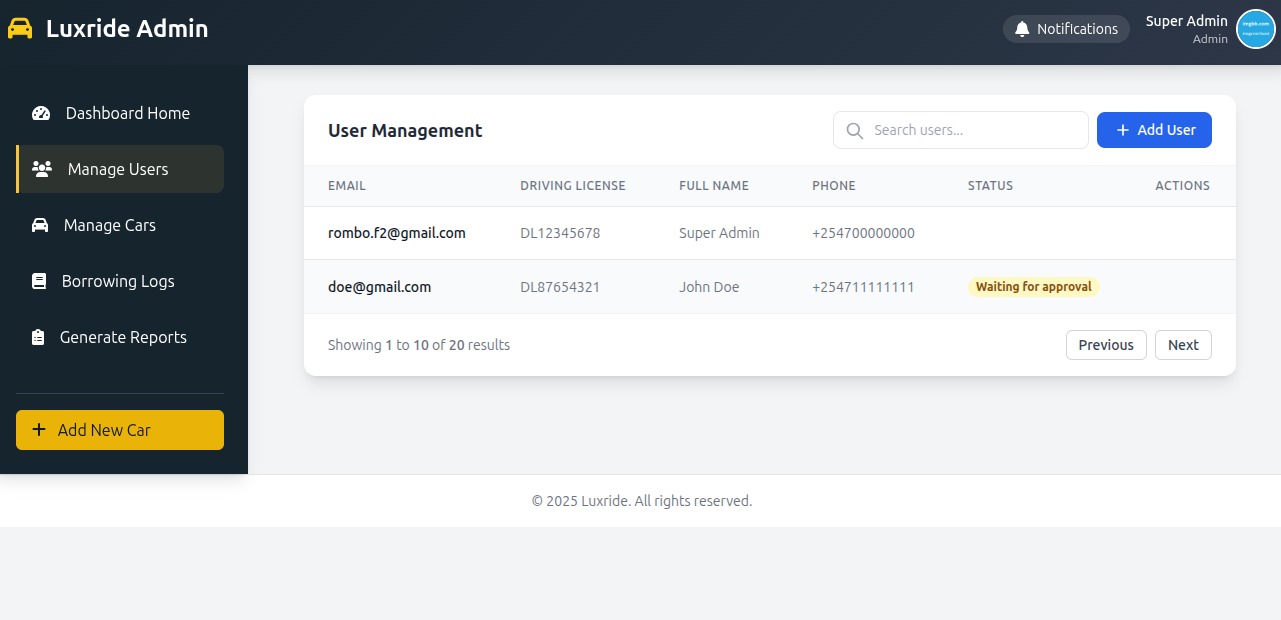 Luxride Admin
Notifications
Super Admin
Admin
Dashboard Home
Manage Users
Manage Cars
Borrowing Logs
Generate Reports
Add New Car
User Management
Search users...
Add User
EMAIL DRIVING LICENSE FULL NAME PHONE STATUS ACTIONS
rombo.f2@gmail.com DL12345678 Super Admin +254700000000
doe@gmail.com DL87654321 John Doe +254711111111 Waiting for approval
Showing 1 to 10 of 20 results
Previous Next
© 2025 Luxride. All rights reserved.